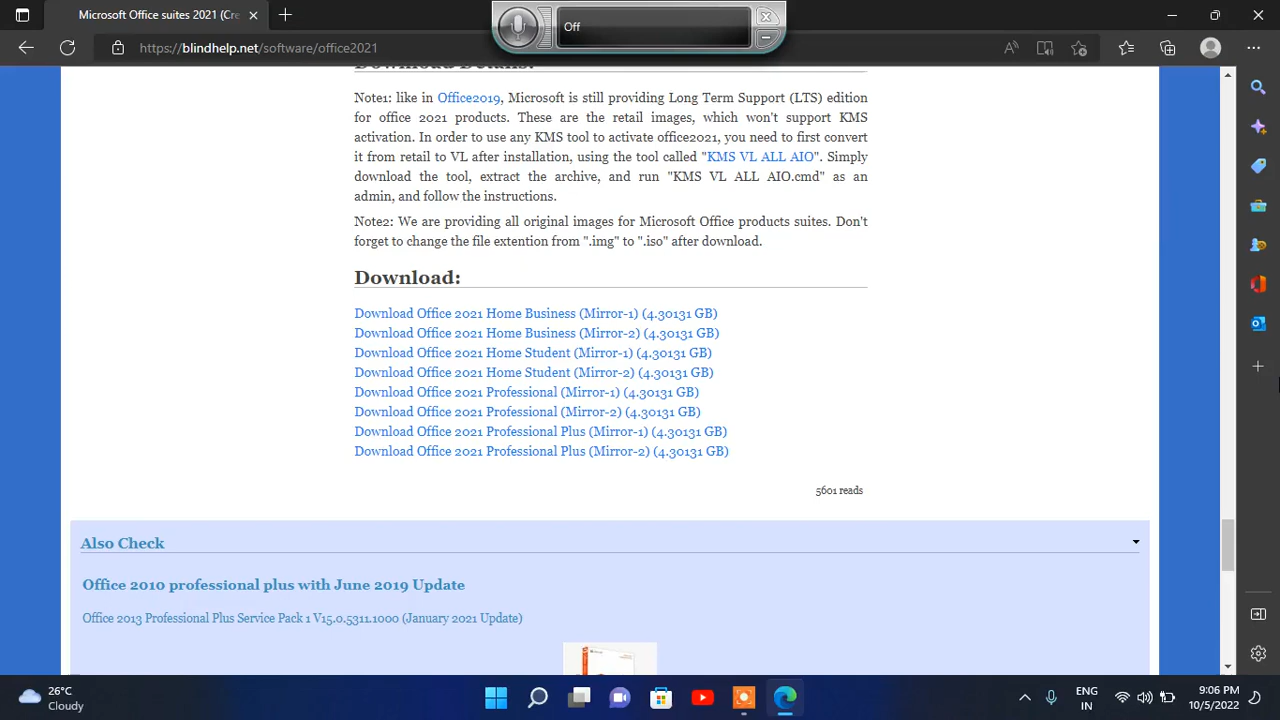 Microsoft Office suites 2021 (Cre
Off
https://blindhelp.net/software/office2021
Download Details:
Note1: like in Office2019, Microsoft is still providing Long Term Support (LTS) edition
for office 2021 products. These are the retail images, which won't support KMS
activation. In order to use any KMS tool to activate office2021, you need to first convert
it from retail to VL after installation, using the tool called "KMS VL ALL AIO". Simply
download the tool, extract the archive, and run "KMS VL ALL AIO.cmd" as an
admin, and follow the instructions.
Note2: We are providing all original images for Microsoft Office products suites. Don't
forget to change the file extention from ".img" to ".iso" after download.
Download:
Download Office 2021 Home Business (Mirror-1) (4.30131 GB)
Download Office 2021 Home Business (Mirror-2) (4.30131 GB)
Download Office 2021 Home Student (Mirror-1) (4.30131 GB)
Download Office 2021 Home Student (Mirror-2) (4.30131 GB)
Download Office 2021 Professional (Mirror-1) (4.30131 GB)
Download Office 2021 Professional (Mirror-2) (4.30131 GB)
Download Office 2021 Professional Plus (Mirror-1) (4.30131 GB)
Download Office 2021 Professional Plus (Mirror-2) (4.30131 GB)
5601 reads
Also Check
Office 2010 professional plus with June 2019 Update
Office 2013 Professional Plus Service Pack 1 V15.0.5311.1000 (January 2021 Update)
26°C
Cloudy
ENG
IN
9:06 PM
10/5/2022